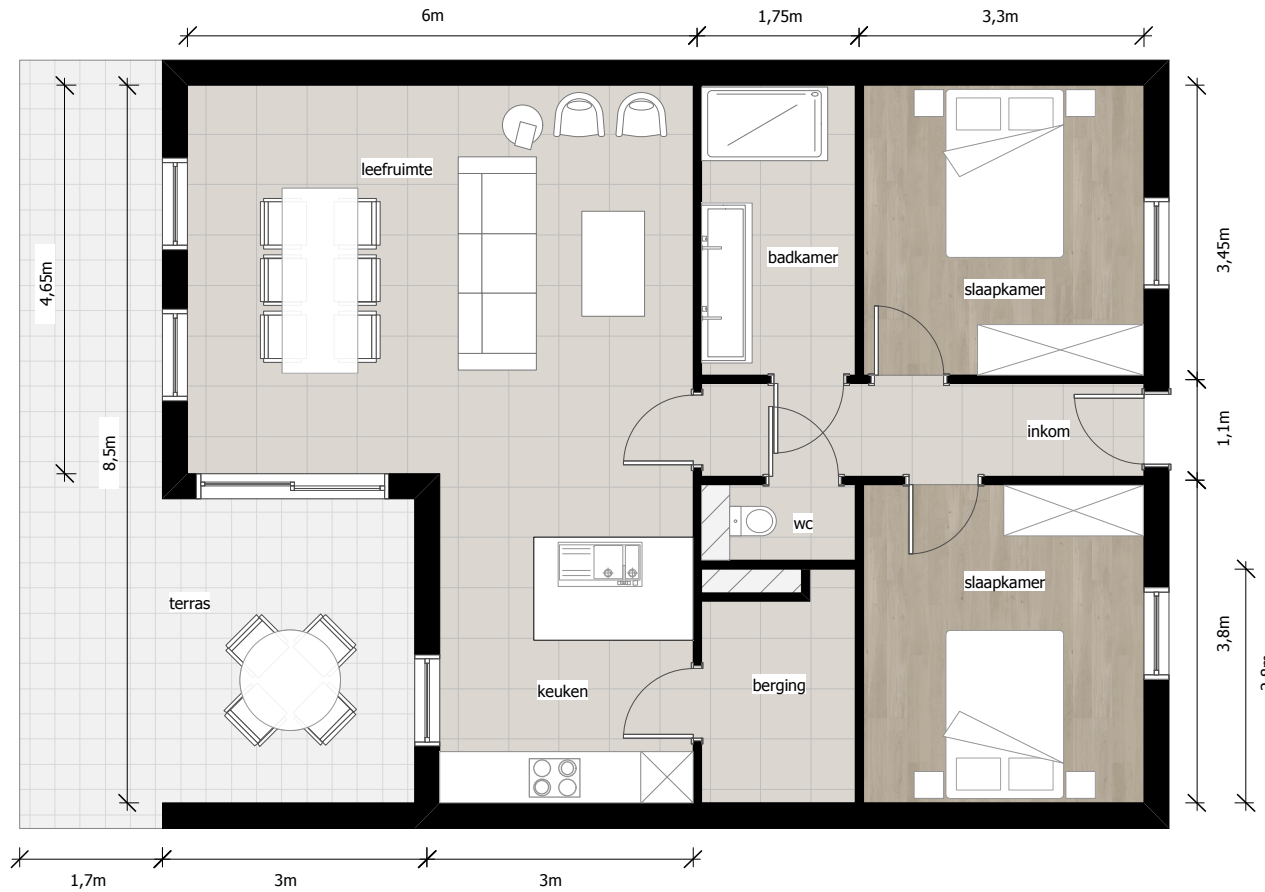 6m
1,75m
3,3m
leefruimte
badkamer
slaapkamer
3,45m
4,65m
8,5m
inkom
1,1m
wc
slaapkamer
terras
3,8m
keuken
berging
1,7m
3m
3m